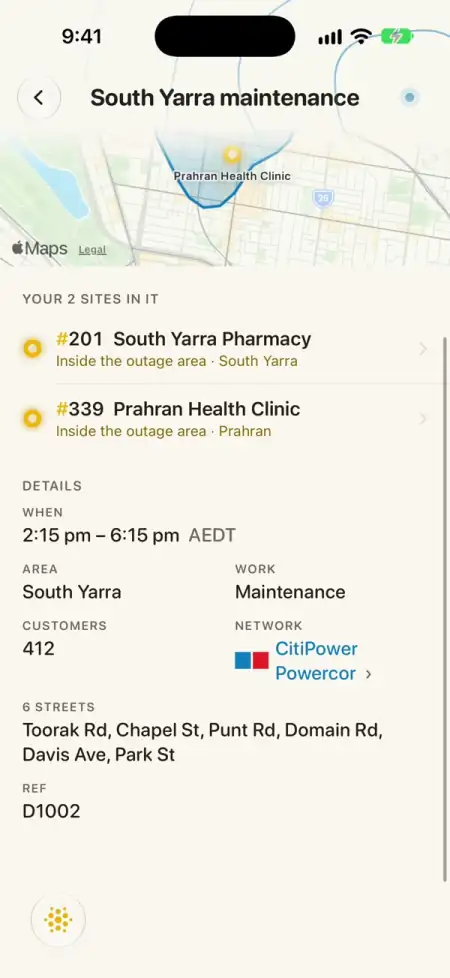 9:41
South Yarra maintenance
Prahran Health Clinic
26
Maps Legal
YOUR 2 SITES IN IT
#201 South Yarra Pharmacy
Inside the outage area · South Yarra
#339 Prahran Health Clinic
Inside the outage area · Prahran
DETAILS
WHEN
2:15 pm – 6:15 pm AEDT
AREA
South Yarra
WORK
Maintenance
CUSTOMERS
412
NETWORK
CitiPower
Powercor ›
6 STREETS
Toorak Rd, Chapel St, Punt Rd, Domain Rd,
Davis Ave, Park St
REF
D1002